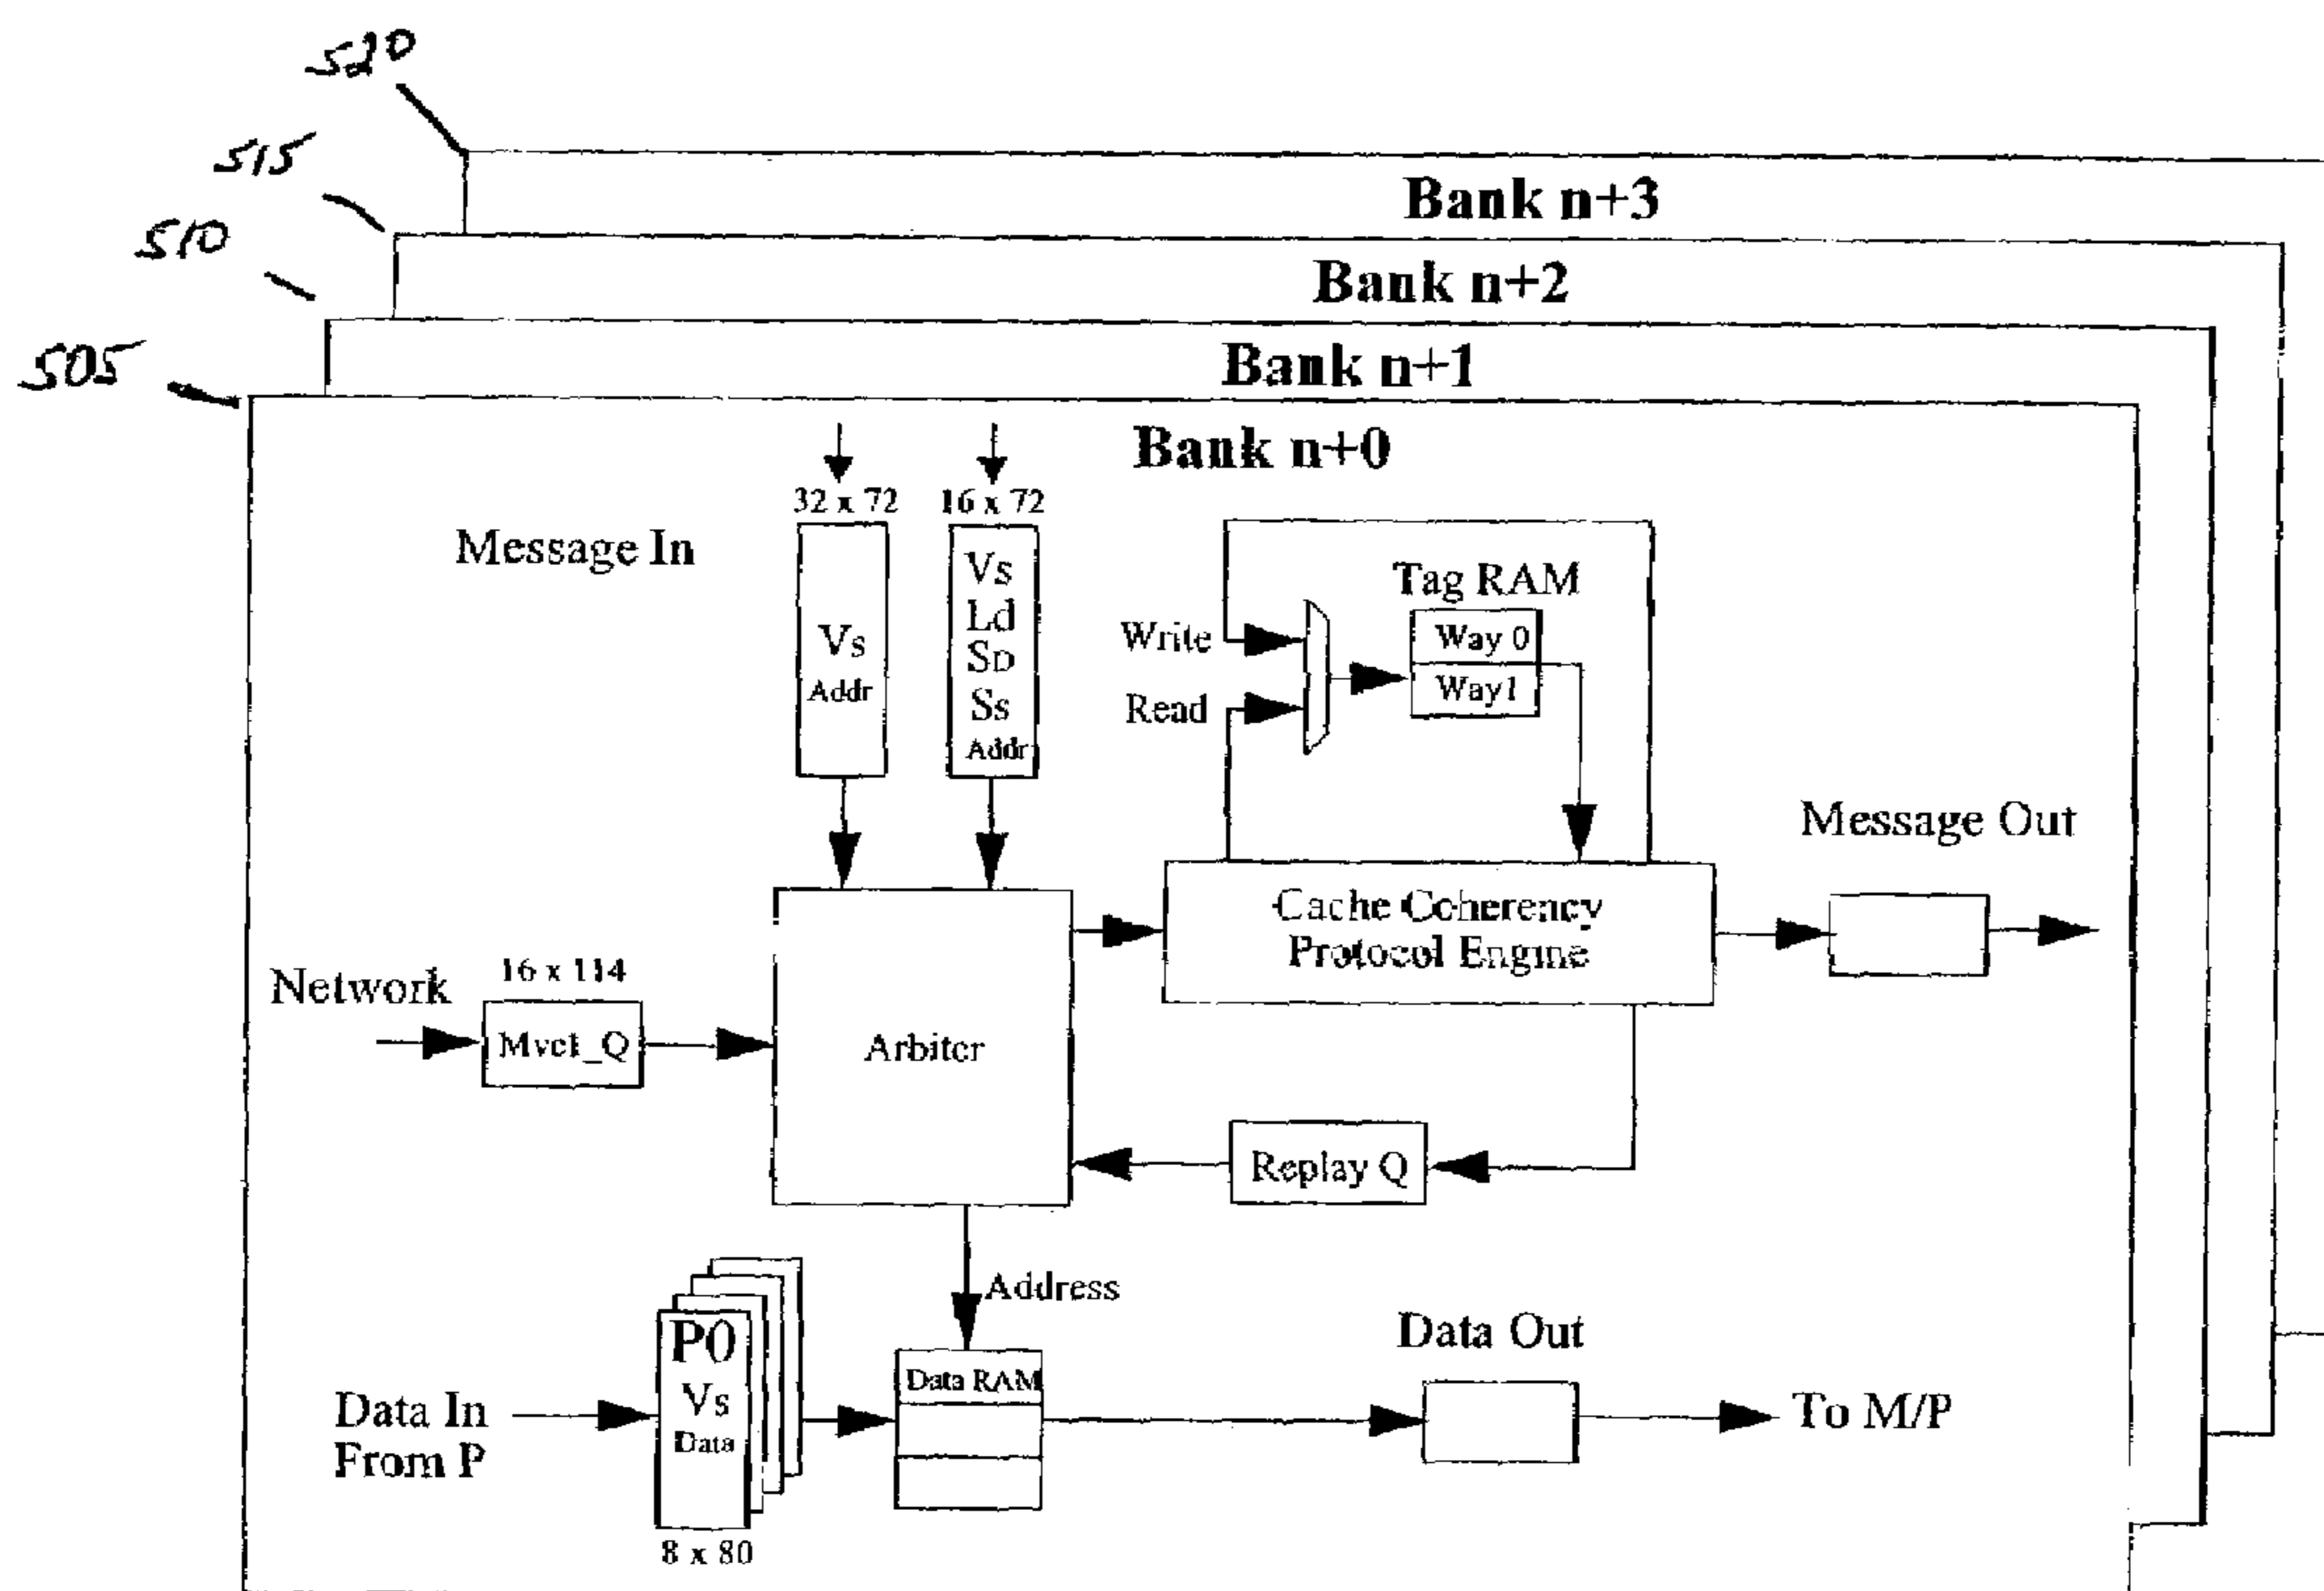 520
Bank n+3
515
Bank n+2
510
Bank n+1
505
Bank n+0
32 x 72
16 x 72
Message In
Vs
Addr
Vs
Ld
Sp
Ss
Addr
Tag RAM
Write
Way 0
Way1
Read
Message Out
Cache Coherency
Protocol Engine
Network
16 x 114
Mvct_Q
Arbiter
Replay Q
Address
Data In
From P
P0
Vs
Data
8 x 80
Data RAM
Data Out
To M/P